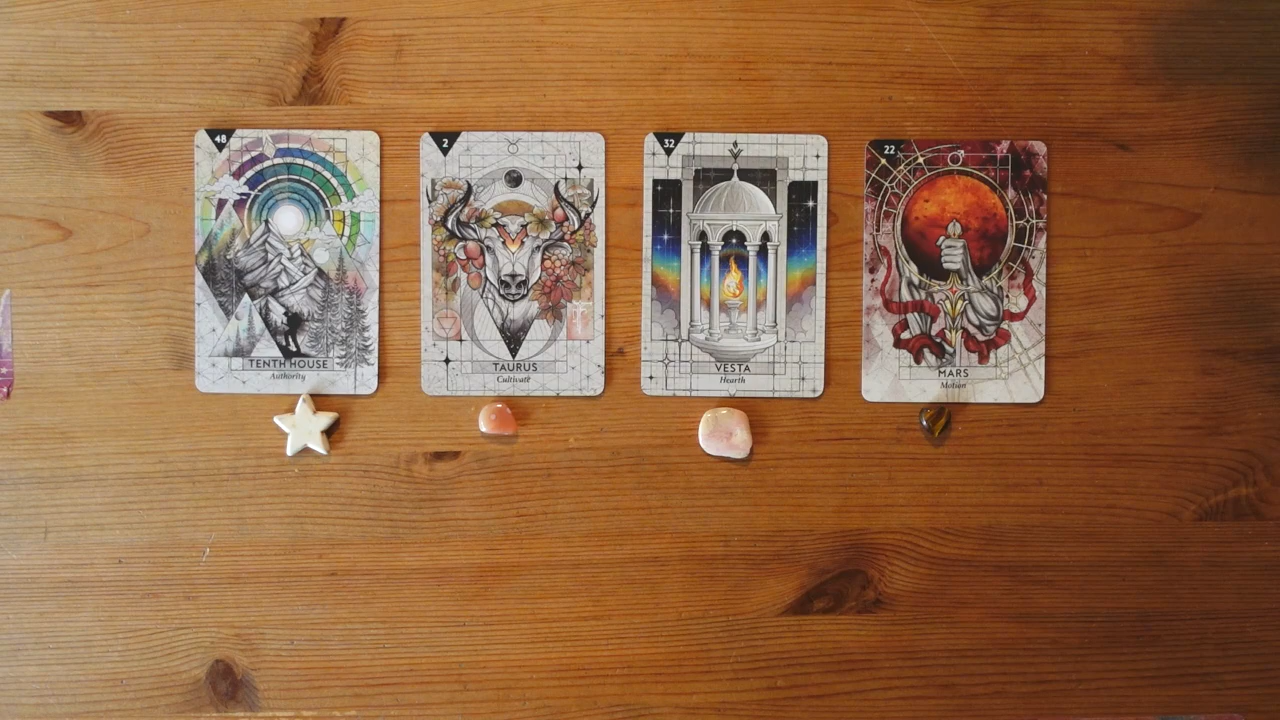 48
TENTH HOUSE
Authority
2
TAURUS
Cultivate
32
VESTA
Hearth
22
MARS
Motion